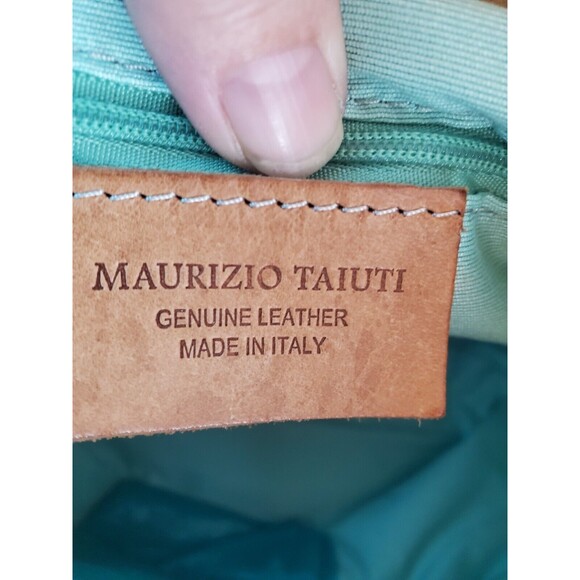 MAURIZIO TAIUTI
GENUINE LEATHER
MADE IN ITALY